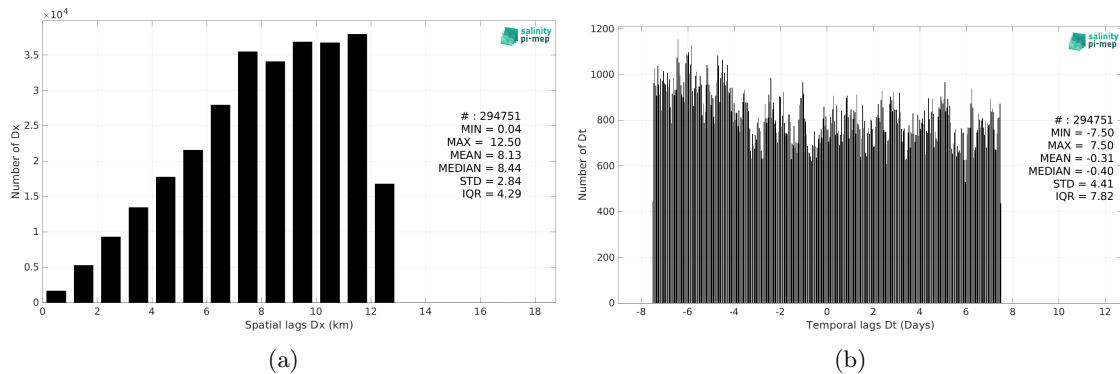 ×10⁴
3.5
3
2.5
2
1.5
1
0.5
0
Number of Dx
0 2 4 6 8 10 12 14 16 18
Spatial lags Dx (km)
salinity
pi-mep
# : 294751
MIN = 0.04
MAX = 12.50
MEAN = 8.13
MEDIAN = 8.44
STD = 2.84
IQR = 4.29
(a)
1200
1000
800
600
400
200
0
Number of Dt
-8 -6 -4 -2 0 2 4 6 8 10 12
Temporal lags Dt (Days)
salinity
pi-mep
# : 294751
MIN = -7.50
MAX = 7.50
MEAN = -0.31
MEDIAN = -0.40
STD = 4.41
IQR = 7.82
(b)